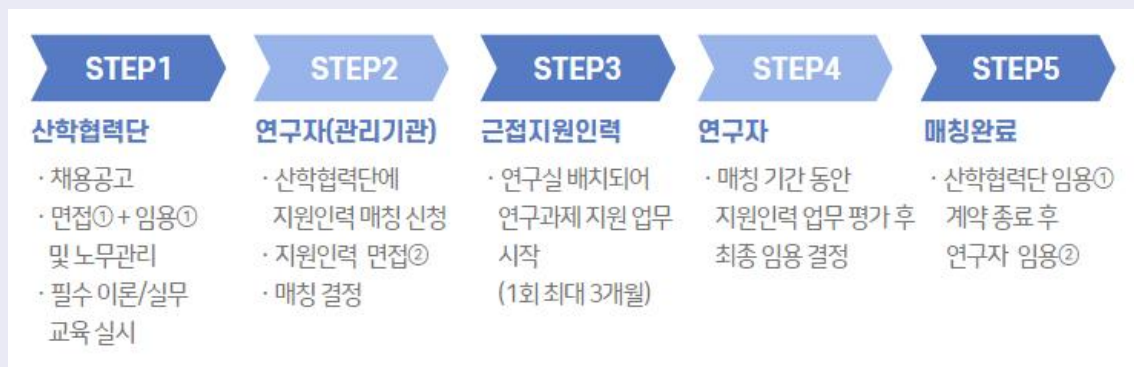 STEP1
산학협력단
· 채용공고
· 면접① + 임용①
및 노무관리
· 필수 이론/실무
교육 실시
STEP2
연구자(관리기관)
· 산학협력단에
지원인력 매칭 신청
· 지원인력 면접②
· 매칭 결정
STEP3
근접지원인력
· 연구실 배치되어
연구과제 지원 업무
시작
(1회 최대 3개월)
STEP4
연구자
· 매칭 기간 동안
지원인력 업무 평가 후
최종 임용 결정
STEP5
매칭완료
· 산학협력단 임용①
계약 종료 후
연구자 임용②